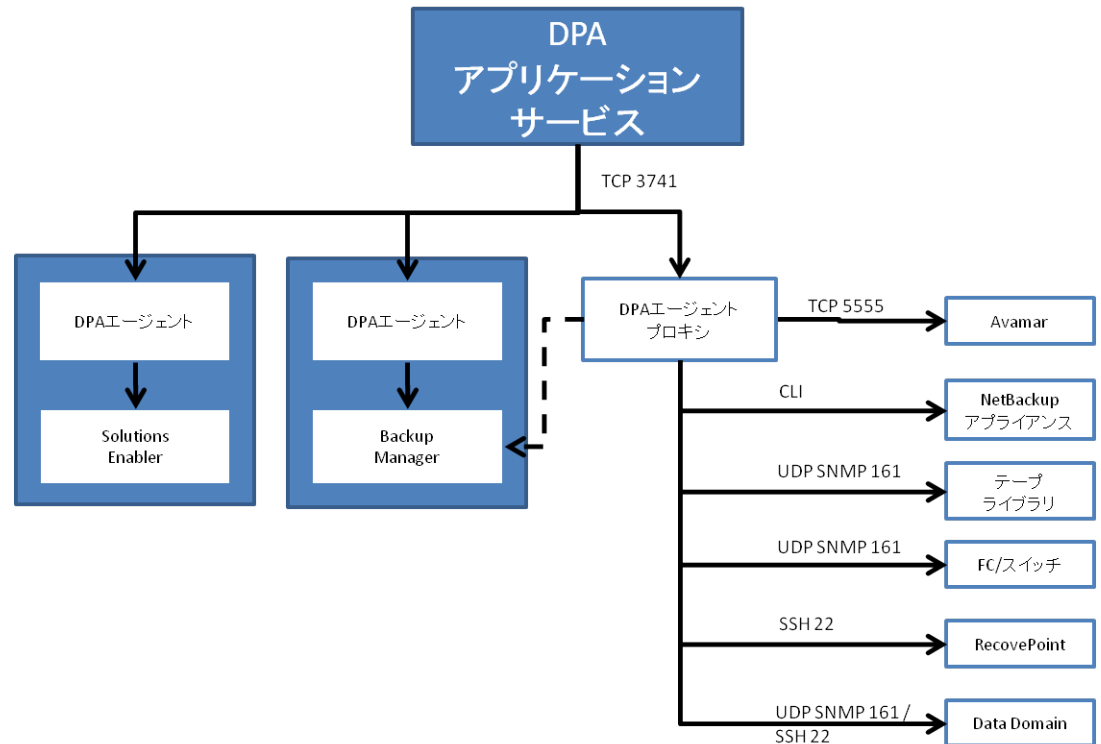 DPA
アプリケーション
サービス
TCP 3741
DPAエージェント
Solutions
Enabler
DPAエージェント
Backup
Manager
DPAエージェント
プロキシ
TCP 5555
Avamar
CLI
NetBackup
アプライアンス
UDP SNMP 161
テープ
ライブラリ
UDP SNMP 161
FC/スイッチ
SSH 22
RecovePoint
UDP SNMP 161 /
SSH 22
Data Domain